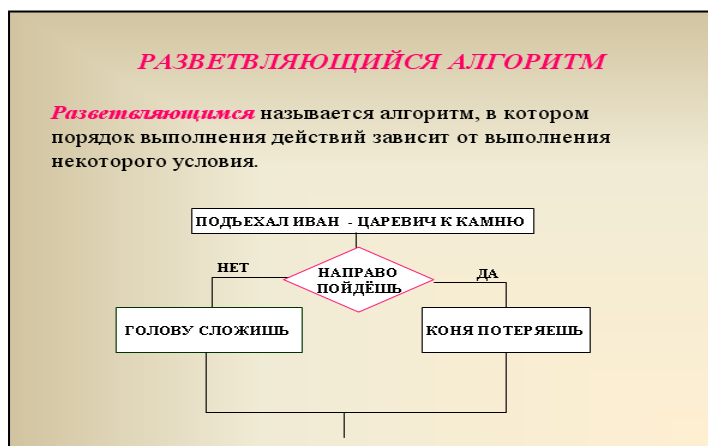 РАЗВЕТВЛЯЮЩИЙСЯ АЛГОРИТМ
Разветвляющимся называется алгоритм, в котором
порядок выполнения действий зависит от выполнения
некоторого условия.
ПОДЪЕХАЛ ИВАН - ЦАРЕВИЧ К КАМНЮ
НЕТ
НАПРАВО
ПОЙДЁШЬ
ДА
ГОЛОВУ СЛОЖИШЬ
КОНЯ ПОТЕРЯЕШЬ